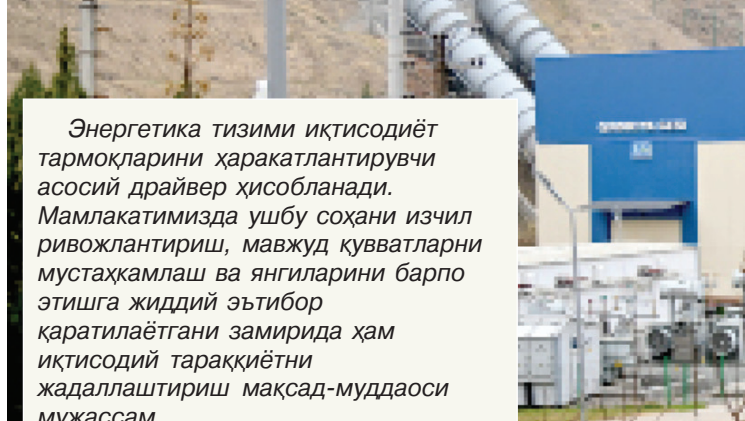 Энергетика тизими иқтисодиёт
тармоқларини ҳаракатлантирувчи
асосий драйвер ҳисобланади.
Мамлакатимизда ушбу соҳани изчил
ривожлантириш, мавжуд қувватларни
мустаҳкамлаш ва янгиларини барпо
этишга жиддий эътибор
қаратилаётгани замирида ҳам
иқтисодий тараққиётни
жадаллаштириш мақсад-муддаоси
мужассам